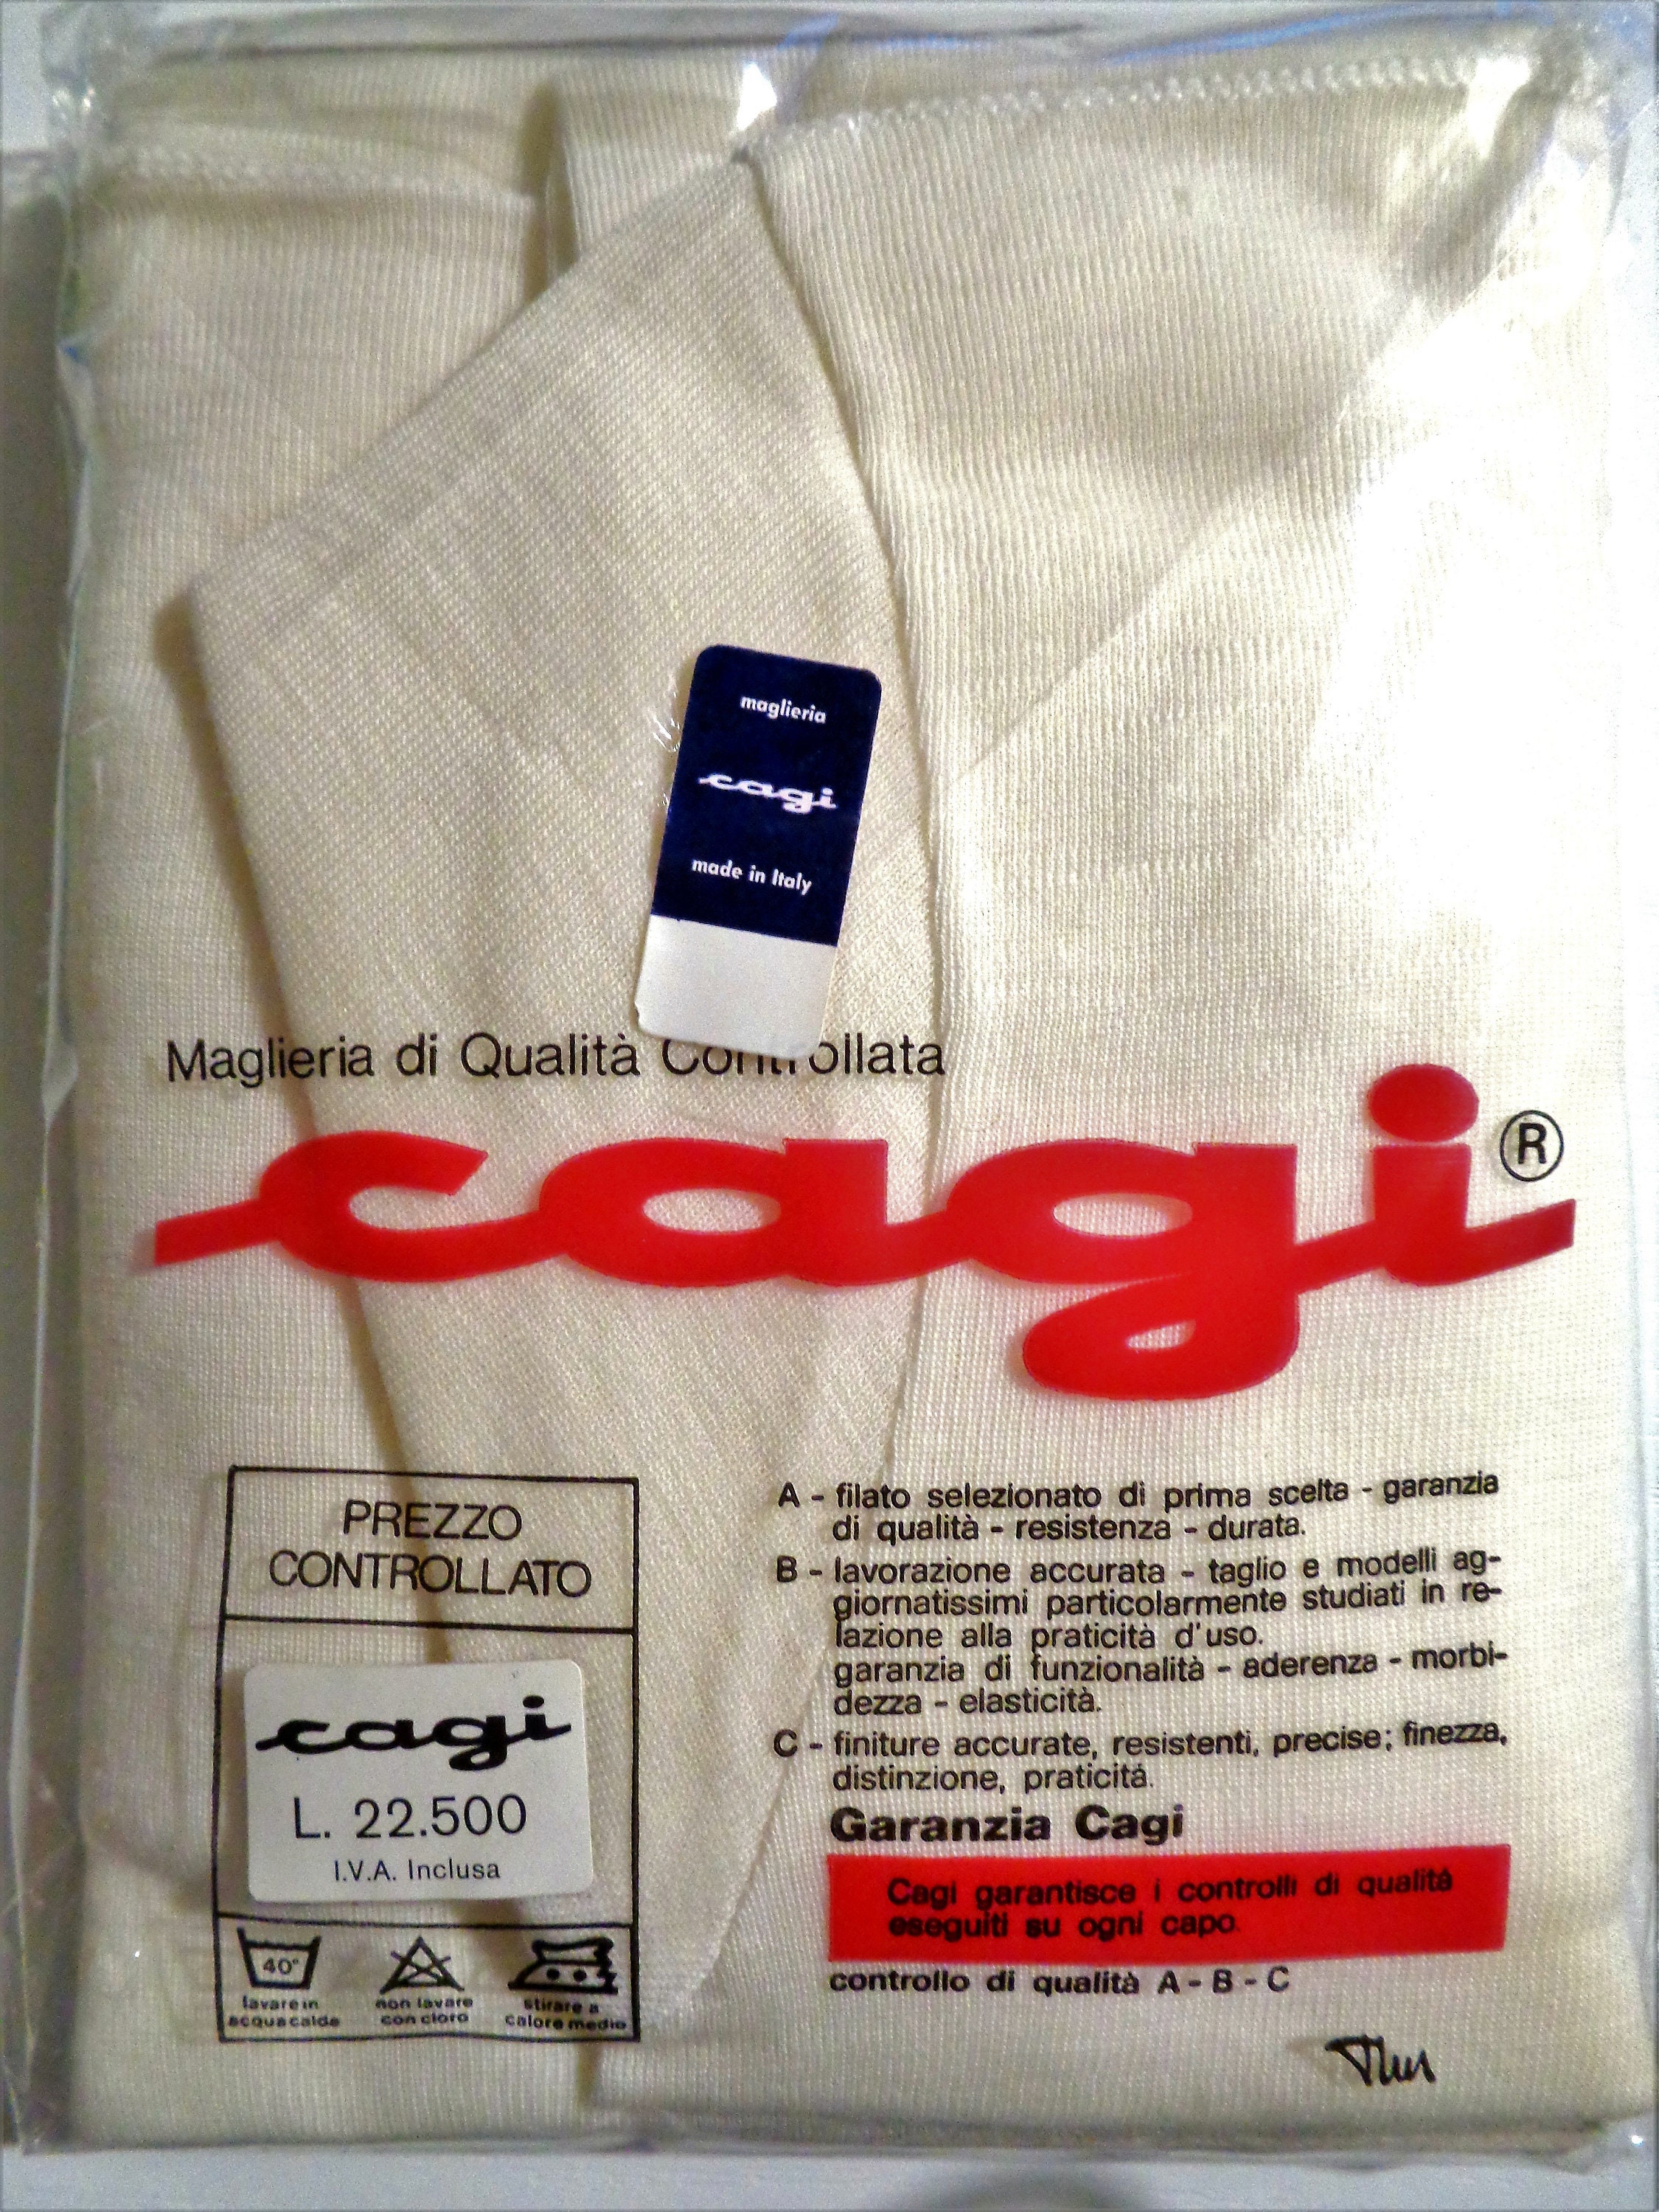 maglieria
cagi
made in Italy
Maglieria di Qualità Controllata
cagi ®
PREZZO
CONTROLLATO
cagi
L. 22.500
I.V.A. Inclusa
40°
lavare in
acqua calda
non lavare
con cloro
stirare a
calore medio
A - filato selezionato di prima scelta - garanzia
di qualità - resistenza - durata.
B - lavorazione accurata - taglio e modelli ag-
giornatissimi particolarmente studiati in re-
lazione alla praticità d'uso.
garanzia di funzionalità - aderenza - morbi-
dezza - elasticità.
C - finiture accurate, resistenti, precise; finezza,
distinzione, praticitá.
Garanzia Cagi
Cagi garantisce i controlli di qualità
eseguiti su ogni capo
controllo di qualità A - B - C